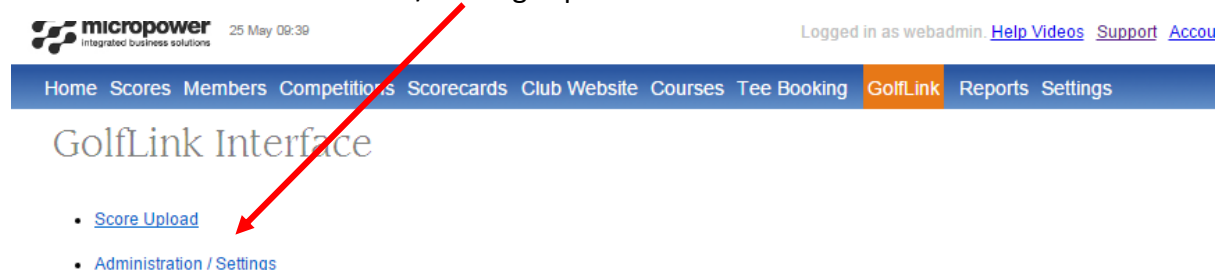 micropower 25 May 09:39 Logged in as webadmin. Help Videos Support Accou
integrated business solutions
Home Scores Members Competitions Scorecards Club Website Courses Tee Booking GolfLink Reports Settings
GolfLink Interface
• Score Upload
• Administration / Settings